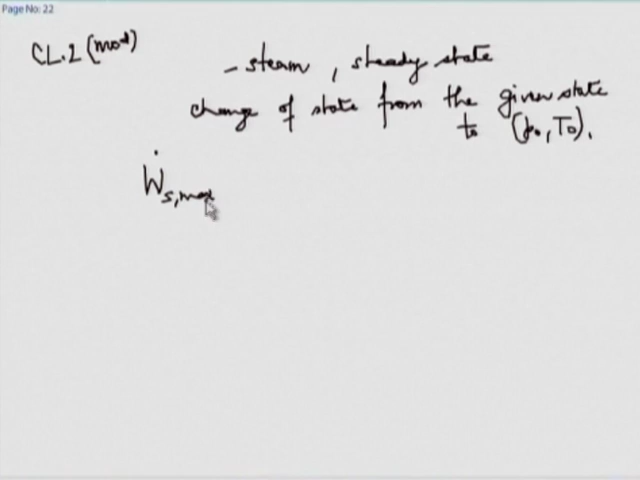 Page No: 22
CL.2 (mod)
- steam, steady state
change of state from the given state
to (p0, T0).
Ẇs,max